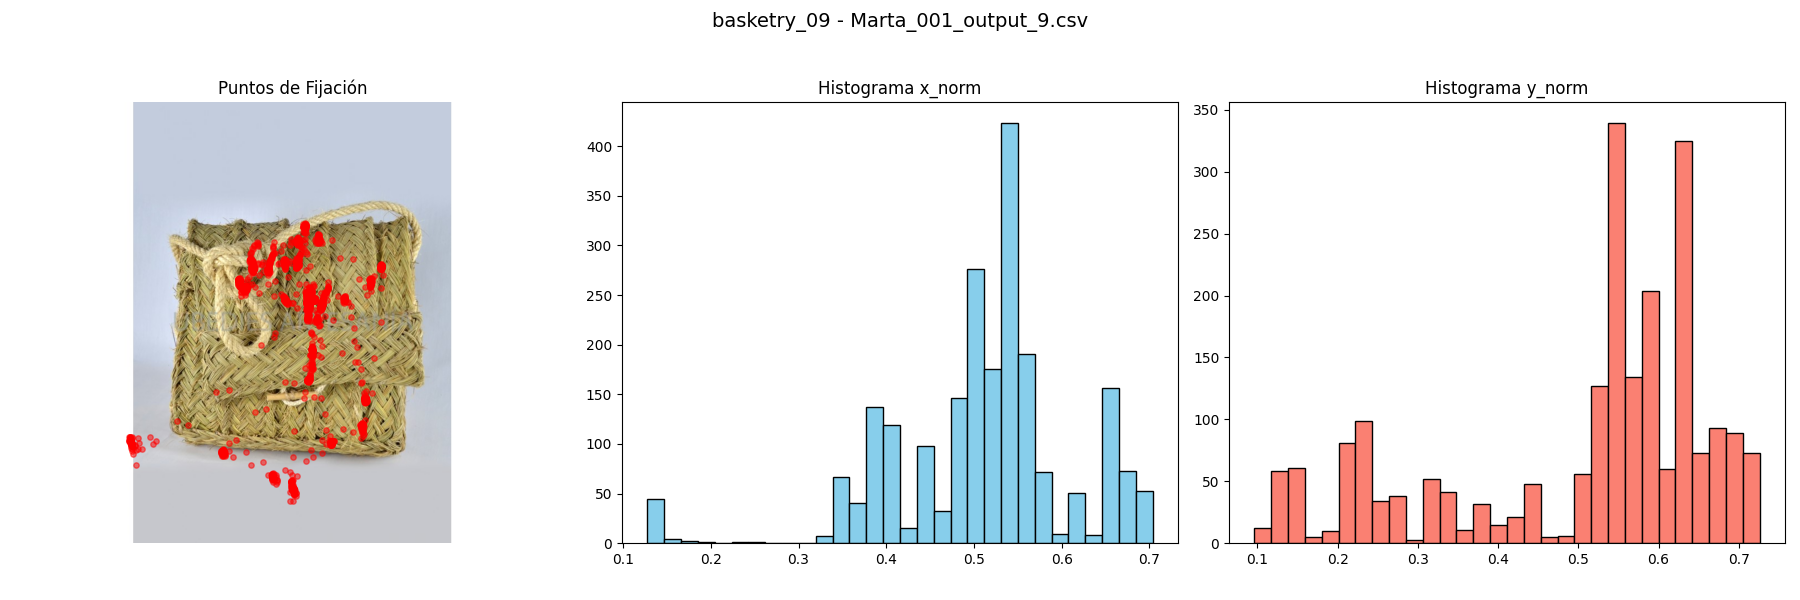 basketry_09 - Marta_001_output_9.csv
Puntos de Fijación
Histograma x_norm
Histograma y_norm
400
350
300
250
200
150
100
50
0
0.1 0.2 0.3 0.4 0.5 0.6 0.7
350
300
250
200
150
100
50
0
0.1 0.2 0.3 0.4 0.5 0.6 0.7